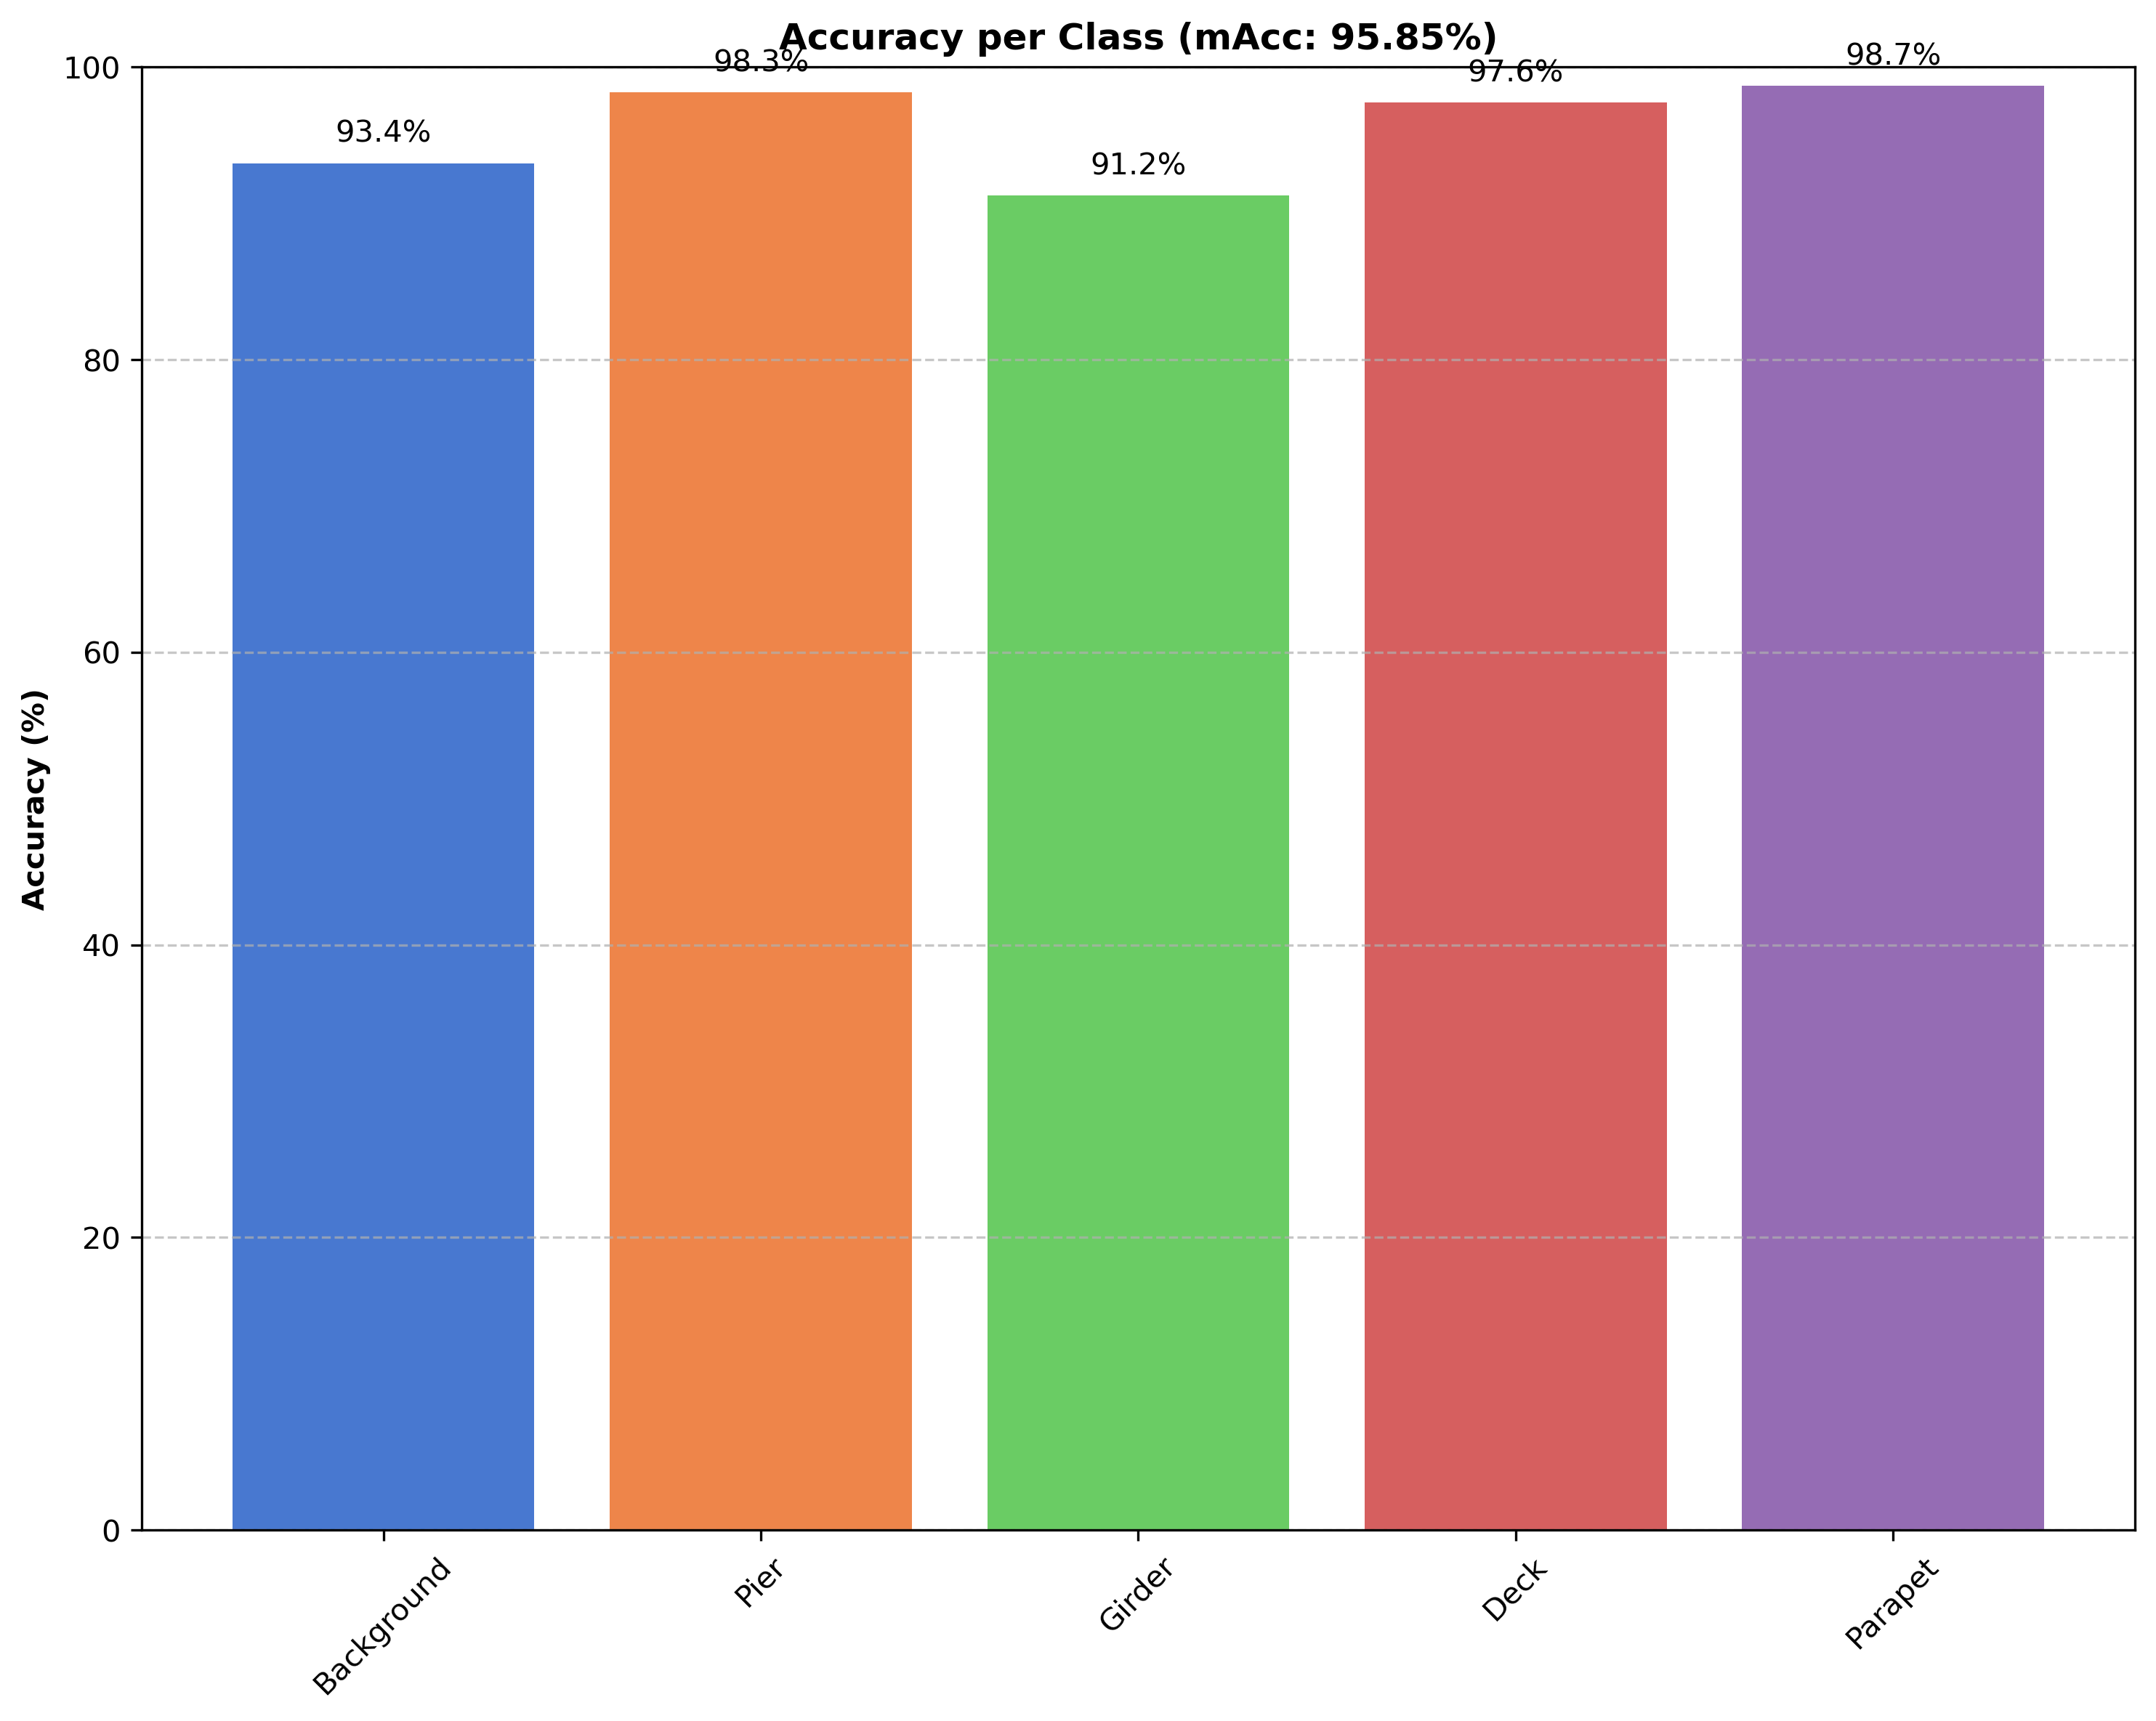 Accuracy per Class (mAcc: 95.85%)
93.4%
98.3%
91.2%
97.6%
98.7%
100
80
60
40
20
0
Accuracy (%)
Background
Pier
Girder
Deck
Parapet